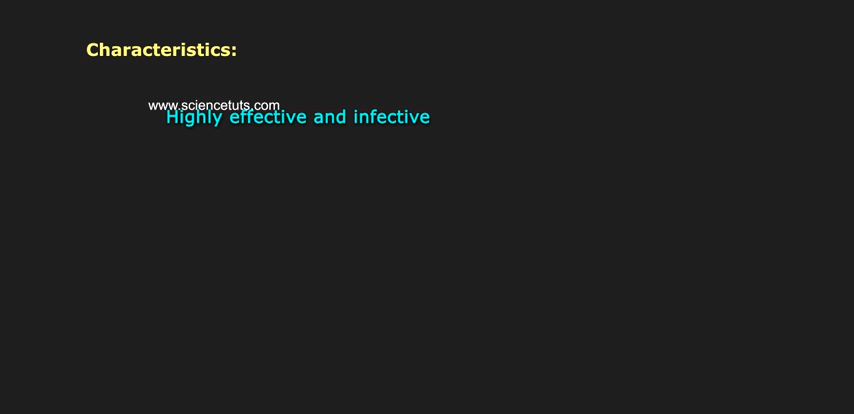 Characteristics:
www.sciencetuts.com
Highly effective and infective